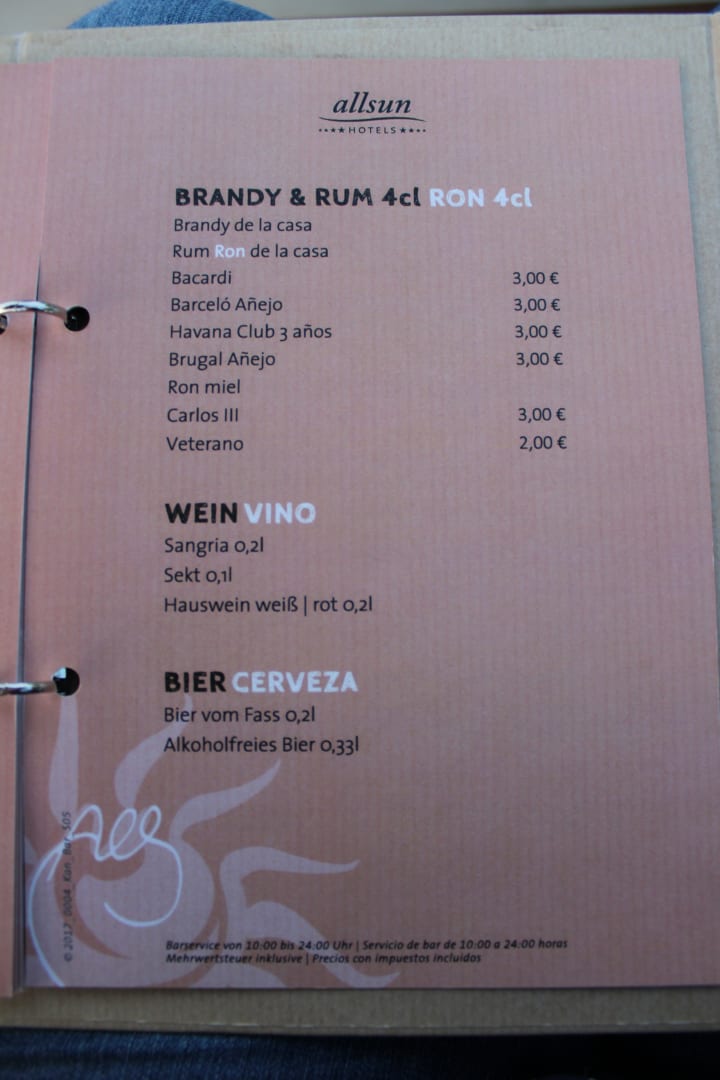 allsun
HOTELS
BRANDY & RUM 4cl RON 4cl
Brandy de la casa
Rum Ron de la casa
Bacardi 3,00 €
Barceló Añejo 3,00 €
Havana Club 3 años 3,00 €
Brugal Añejo 3,00 €
Ron miel
Carlos III 3,00 €
Veterano 2,00 €
WEIN VINO
Sangria 0,2l
Sekt 0,1l
Hauswein weiß | rot 0,2l
BIER CERVEZA
Bier vom Fass 0,2l
Alkoholfreies Bier 0,33l
© 2017_0004_Kan_Bar_S05
Barservice von 10:00 bis 24:00 Uhr | Servicio de bar de 10:00 a 24:00 horas
Mehrwertsteuer inklusive | Precios con impuestos incluidos